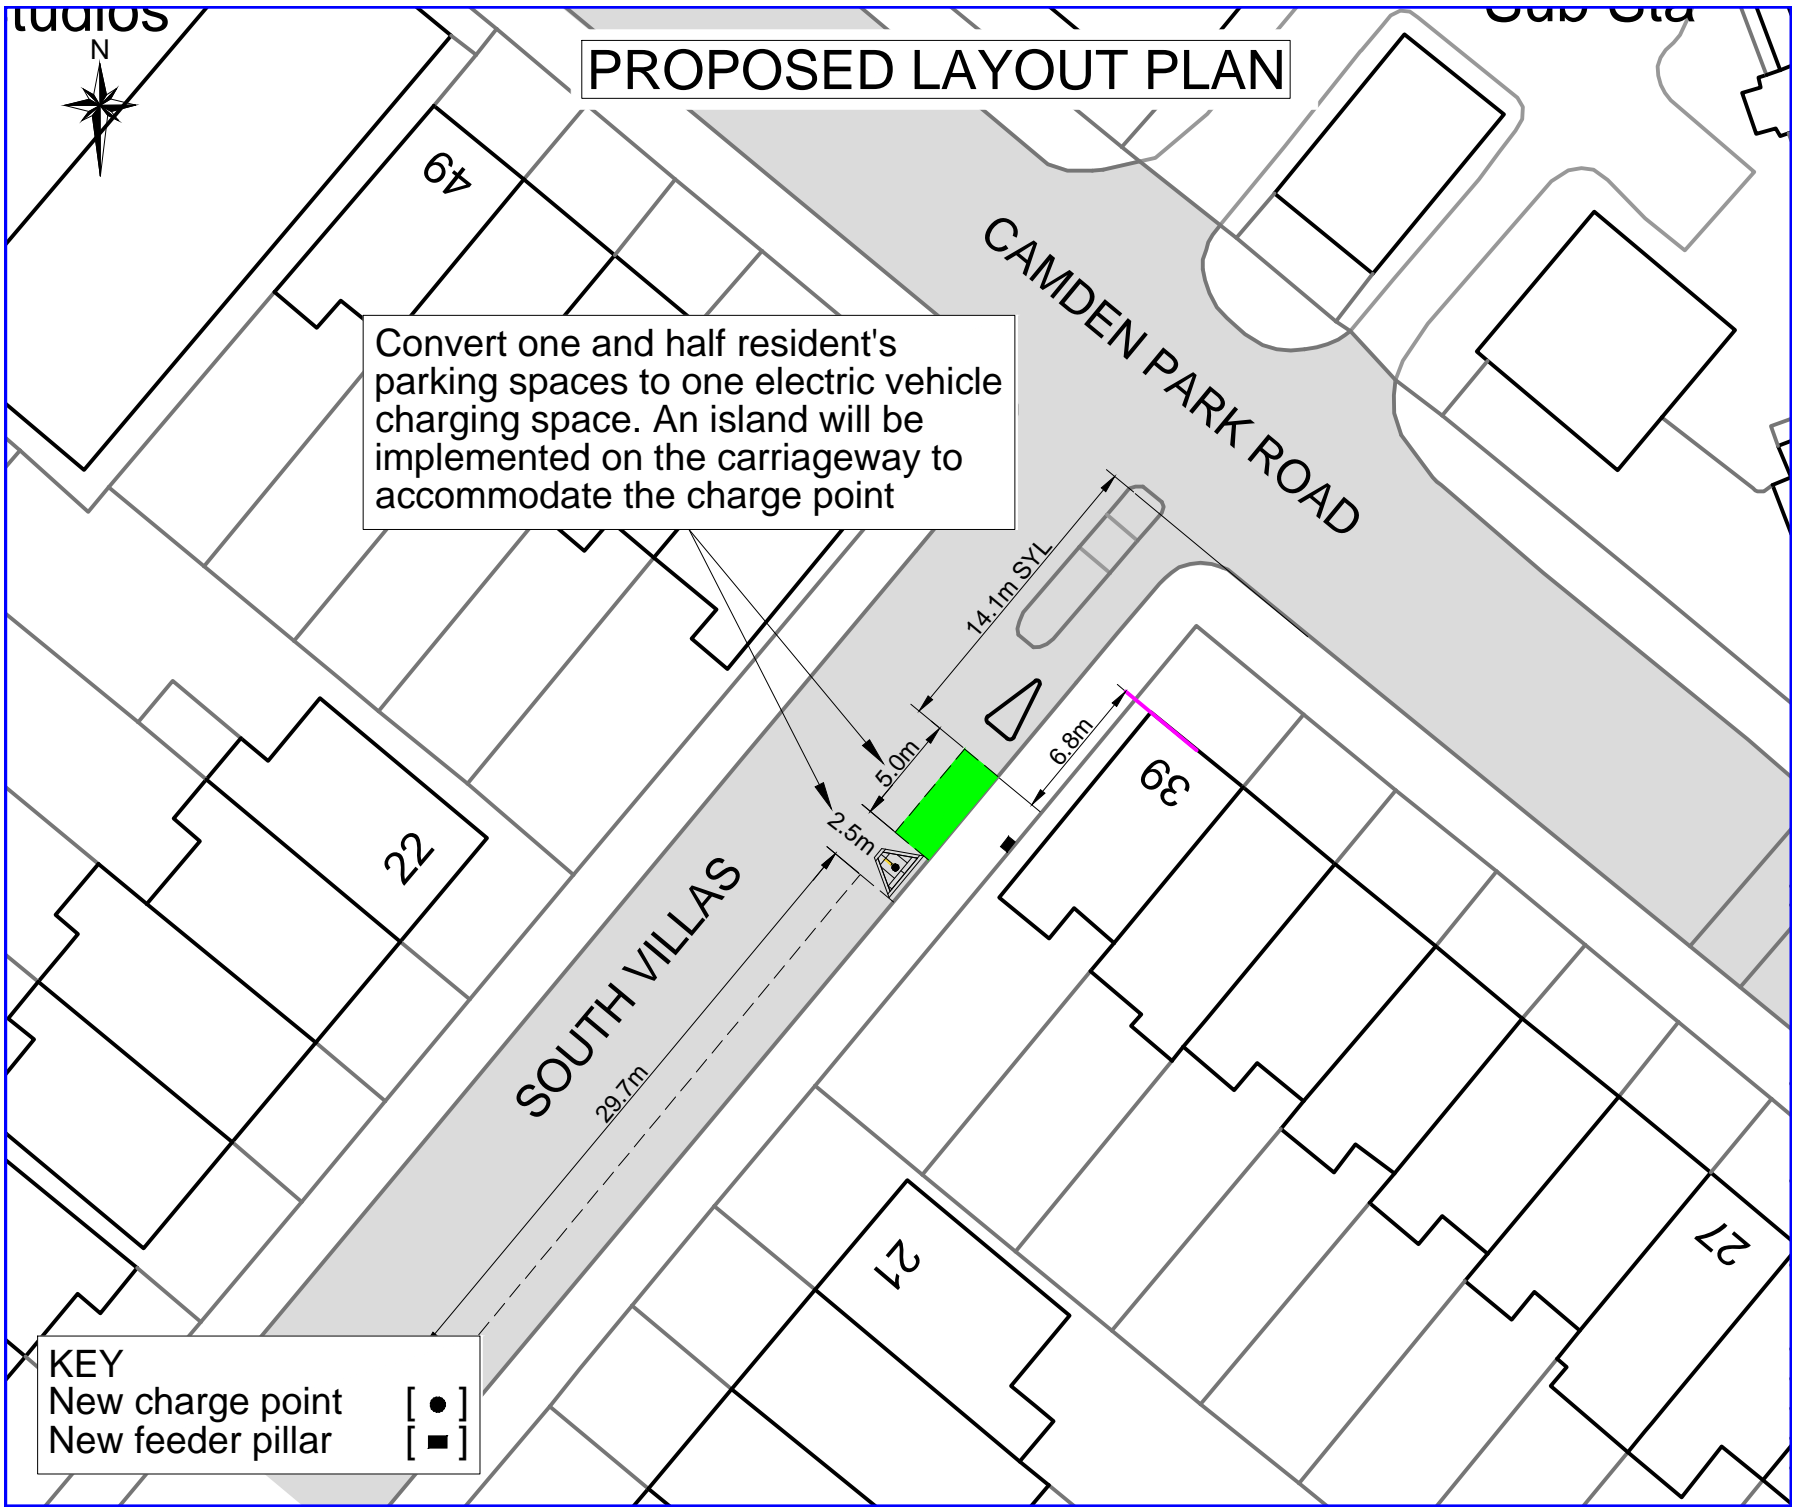 tudios
Sub Sta
N
PROPOSED LAYOUT PLAN
49
CAMDEN PARK ROAD
Convert one and half resident's
parking spaces to one electric vehicle
charging space. An island will be
implemented on the carriageway to
accommodate the charge point
14.1m SYL
6.8m
5.0m
39
2.5m
22
SOUTH VILLAS
29.7m
21
27
KEY
New charge point [ ● ]
New feeder pillar [ ■ ]